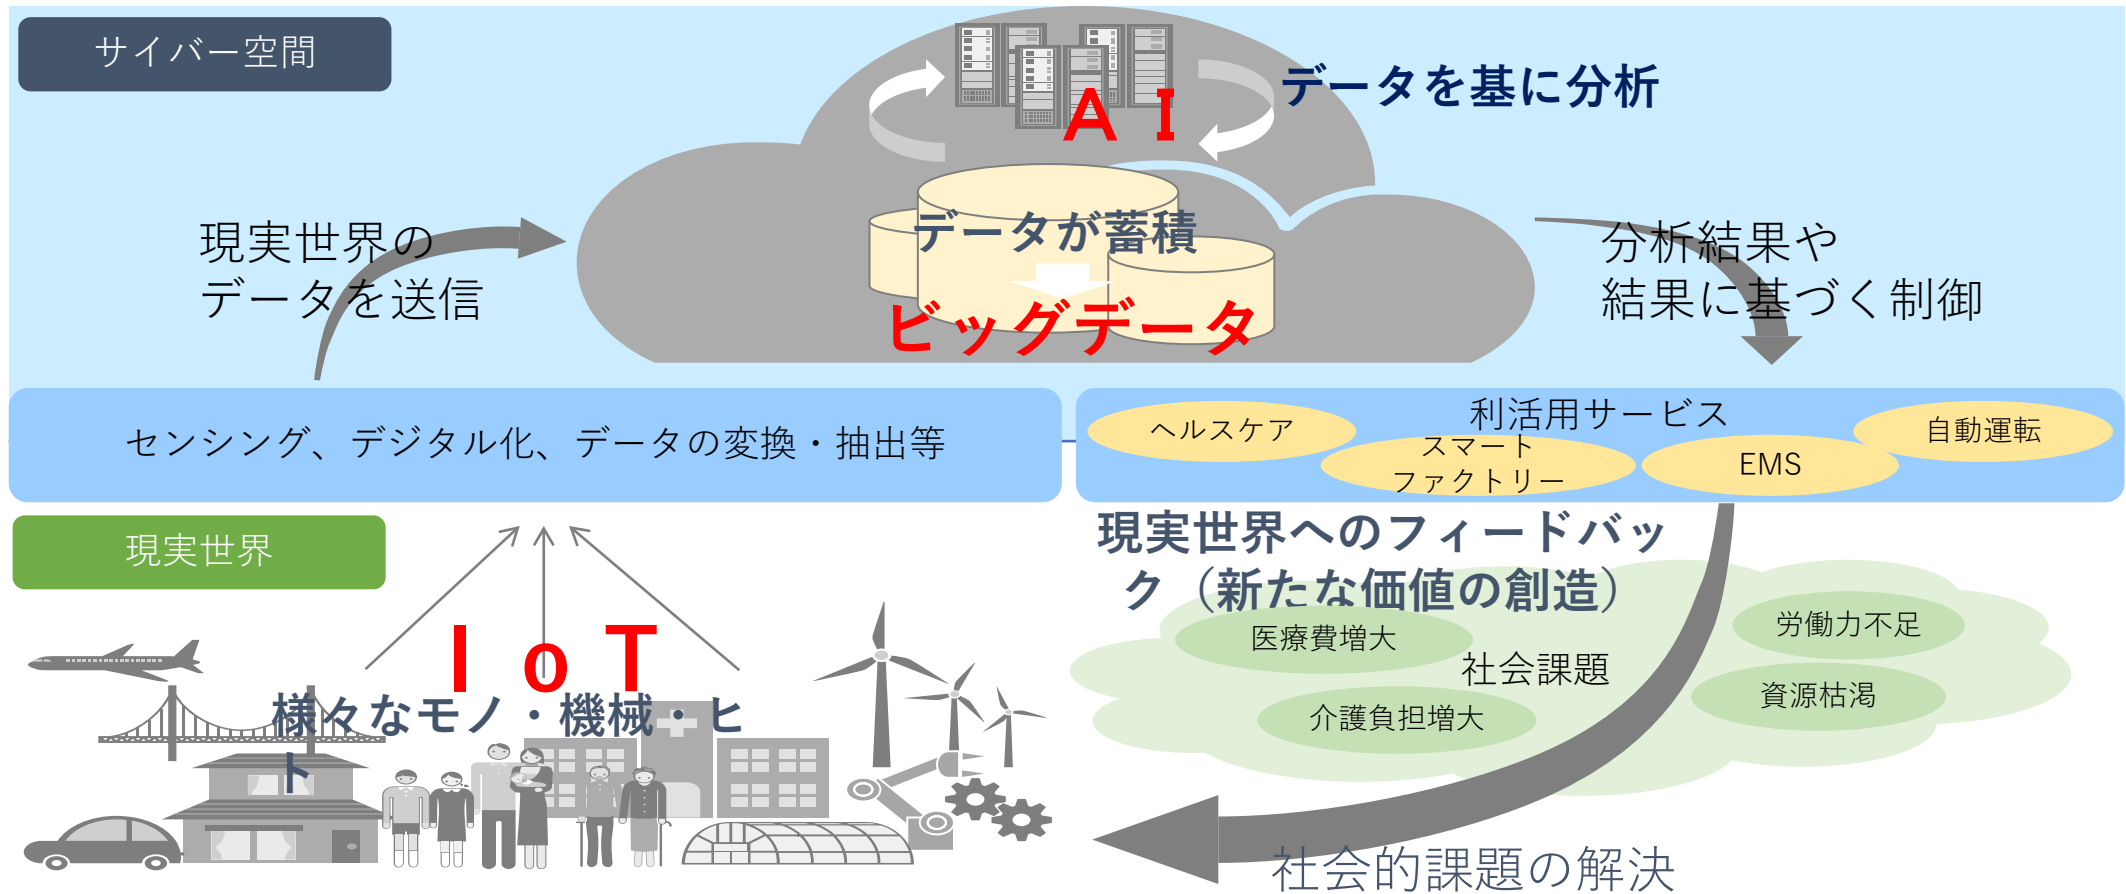 サイバー空間
ＡＩ
データを基に分析
現実世界の
データを送信
データが蓄積
ビッグデータ
分析結果や
結果に基づく制御
センシング、デジタル化、データの変換・抽出等
利活用サービス
ヘルスケア
スマート
ファクトリー
EMS
自動運転
現実世界
ＩｏＴ
様々なモノ・機械・ヒ
ト
現実世界へのフィードバッ
ク（新たな価値の創造）
医療費増大
労働力不足
社会課題
介護負担増大
資源枯渇
社会的課題の解決